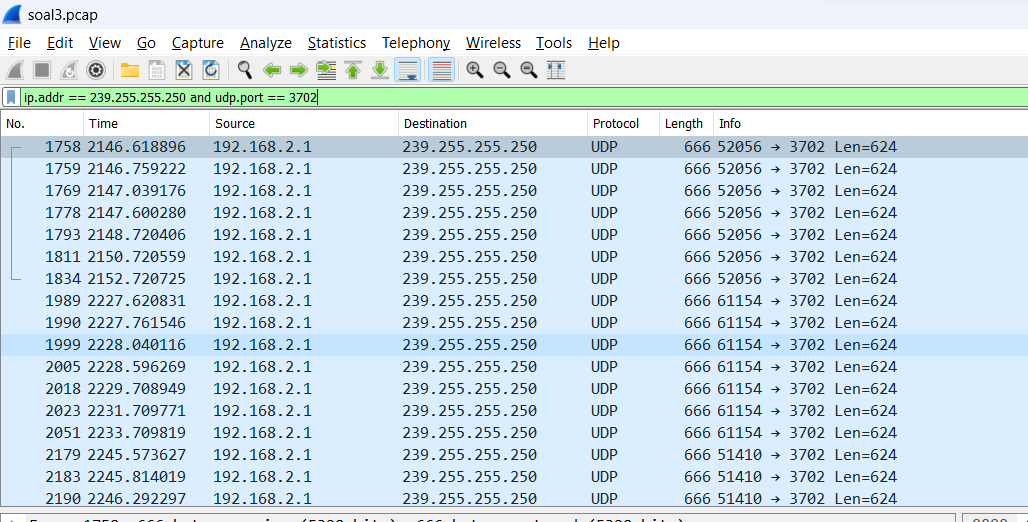 soal3.pcap
File Edit View Go Capture Analyze Statistics Telephony Wireless Tools Help
ip.addr == 239.255.255.250 and udp.port == 3702
No. Time Source Destination Protocol Length Info
1758 2146.618896 192.168.2.1 239.255.255.250 UDP 666 52056 → 3702 Len=624
1759 2146.759222 192.168.2.1 239.255.255.250 UDP 666 52056 → 3702 Len=624
1769 2147.039176 192.168.2.1 239.255.255.250 UDP 666 52056 → 3702 Len=624
1778 2147.600280 192.168.2.1 239.255.255.250 UDP 666 52056 → 3702 Len=624
1793 2148.720406 192.168.2.1 239.255.255.250 UDP 666 52056 → 3702 Len=624
1811 2150.720559 192.168.2.1 239.255.255.250 UDP 666 52056 → 3702 Len=624
1834 2152.720725 192.168.2.1 239.255.255.250 UDP 666 52056 → 3702 Len=624
1989 2227.620831 192.168.2.1 239.255.255.250 UDP 666 61154 → 3702 Len=624
1990 2227.761546 192.168.2.1 239.255.255.250 UDP 666 61154 → 3702 Len=624
1999 2228.040116 192.168.2.1 239.255.255.250 UDP 666 61154 → 3702 Len=624
2005 2228.596269 192.168.2.1 239.255.255.250 UDP 666 61154 → 3702 Len=624
2018 2229.708949 192.168.2.1 239.255.255.250 UDP 666 61154 → 3702 Len=624
2023 2231.709771 192.168.2.1 239.255.255.250 UDP 666 61154 → 3702 Len=624
2051 2233.709819 192.168.2.1 239.255.255.250 UDP 666 61154 → 3702 Len=624
2179 2245.573627 192.168.2.1 239.255.255.250 UDP 666 51410 → 3702 Len=624
2183 2245.814019 192.168.2.1 239.255.255.250 UDP 666 51410 → 3702 Len=624
2190 2246.292297 192.168.2.1 239.255.255.250 UDP 666 51410 → 3702 Len=624